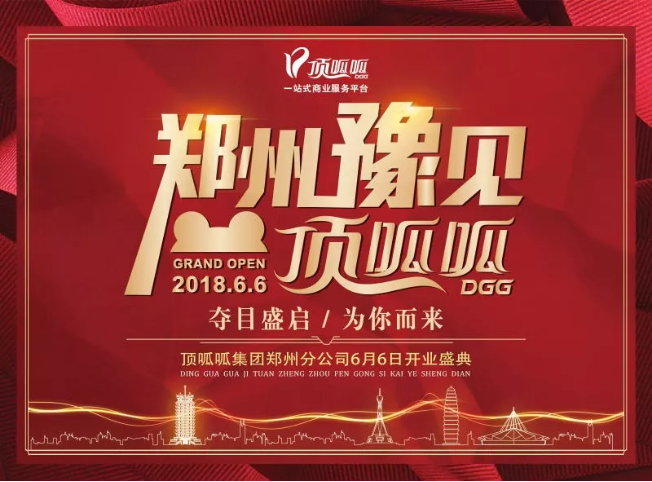 顶呱呱
DGG
一站式商业服务平台
郑州豫见
GRAND OPEN
2018.6.6
顶呱呱
DGG
夺目盛启 / 为你而来
顶呱呱集团郑州分公司6月6日开业盛典
DING GUA GUA JI TUAN ZHENG ZHOU FEN GONG SI KAI YE SHENG DIAN